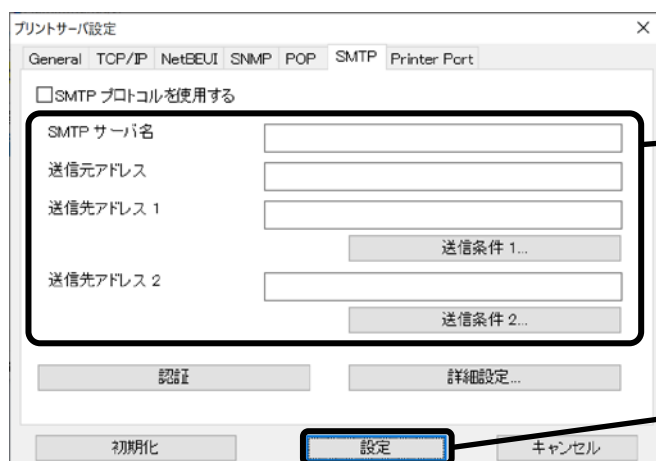 プリントサーバ設定
General TCP/IP NetBEUI SNMP POP SMTP Printer Port
SMTP プロトコルを使用する
SMTP サーバ名
送信元アドレス
送信先アドレス 1
送信条件 1...
送信先アドレス 2
送信条件 2...
認証 詳細設定...
初期化 設定 キャンセル